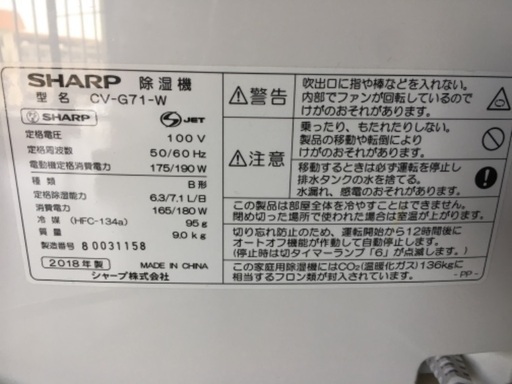 SHARP 除湿機
型名 CV-G71-W
SHARP S JET
定格電圧 100 V
定格周波数 50/60 Hz
電動機定格消費電力 175/190 W
種類 B形
定格除湿能力 6.3/7.1 L/日
消費電力 165/180 W
冷媒 (HFC-134a) 95 g
質量 9.0 kg
製造番号 80031158
2018年製 MADE IN CHINA
シャープ株式会社
警告
吹出口に指や棒などを入れない。
内部でファンが回転しているので
けがのおそれがあります。
注意
乗ったり、もたれたりしない。
製品の移動や転倒により
けがのおそれがあります。
移動するときは必ず運転を停止し
排水タンクの水を捨てる。
水漏れ、感電のおそれがあります。
この製品は部屋全体を冷やすことはできません。
閉め切った場所で使われた場合は室温が上がります。
切り忘れ防止のため、運転開始から12時間後に
オートオフ機能が作動して自動停止します。
(停止時は切タイマーランプ「6」が点滅します。)
この家庭用除湿機にはCO₂(温暖化ガス)136kgに
相当するフロン類が封入されています。
-PP-